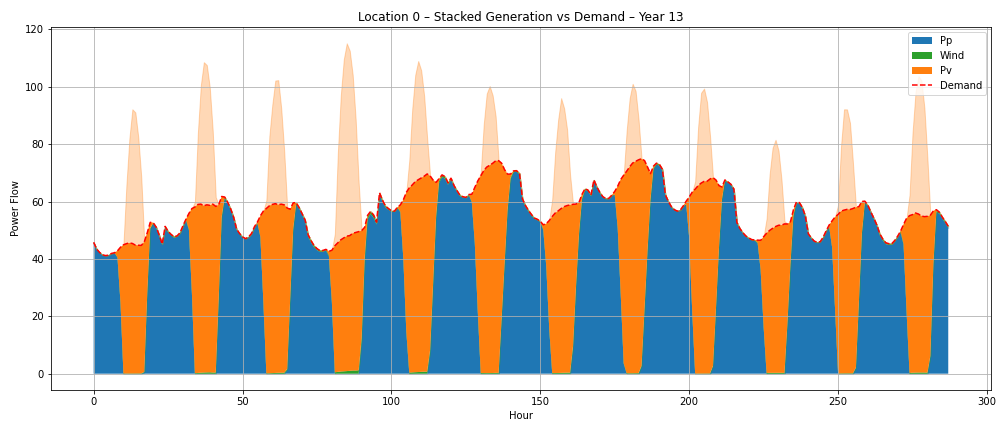 Location 0 – Stacked Generation vs Demand – Year 13
120
100
80
60
40
20
0
Power Flow
0
50
100
150
200
250
300
Hour
Pp
Wind
Pv
Demand